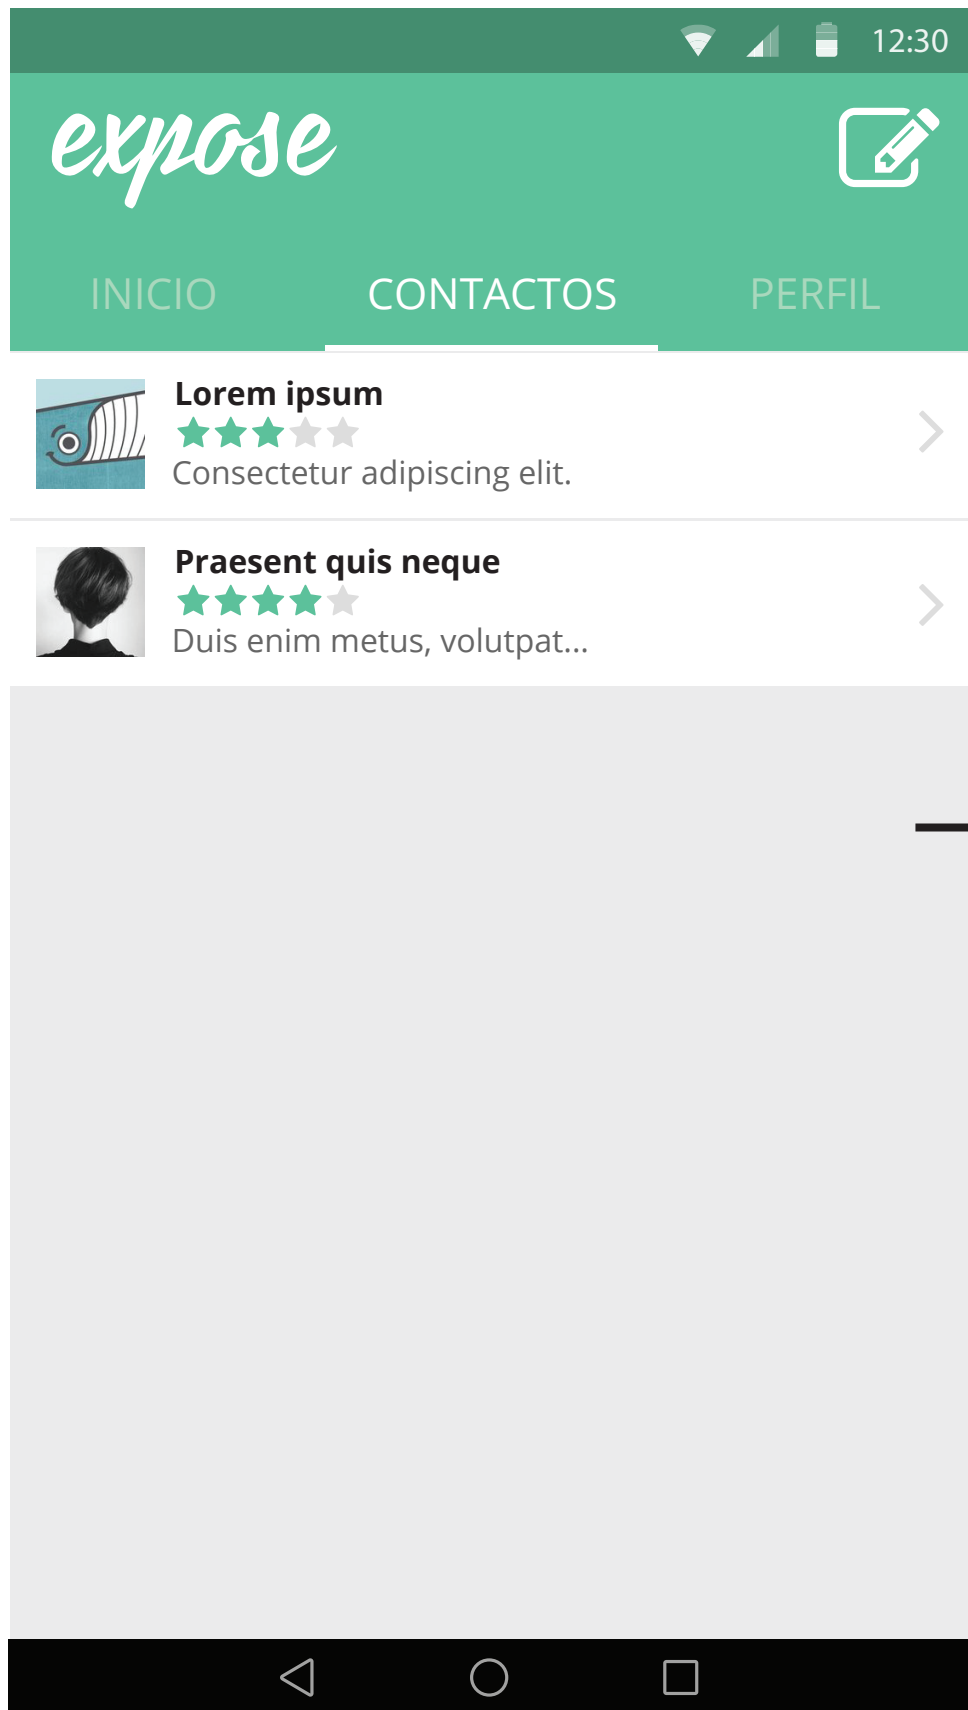 12:30
expose
INICIO CONTACTOS PERFIL
Lorem ipsum
Consectetur adipiscing elit.
Praesent quis neque
Duis enim metus, volutpat...